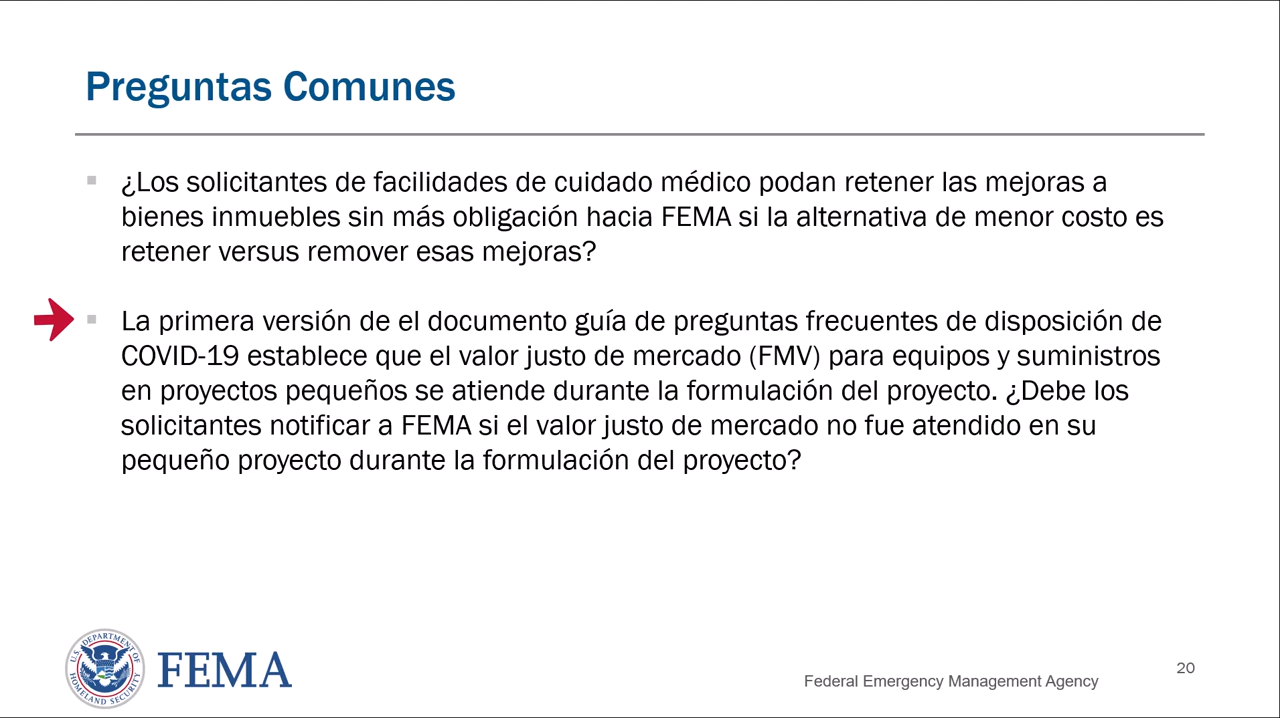 Preguntas Comunes
¿Los solicitantes de facilidades de cuidado médico podan retener las mejoras a
bienes inmuebles sin más obligación hacia FEMA si la alternativa de menor costo es
retener versus remover esas mejoras?
La primera versión de el documento guía de preguntas frecuentes de disposición de
COVID-19 establece que el valor justo de mercado (FMV) para equipos y suministros
en proyectos pequeños se atiende durante la formulación del proyecto. ¿Debe los
solicitantes notificar a FEMA si el valor justo de mercado no fue atendido en su
pequeño proyecto durante la formulación del proyecto?
U.S. DEPARTMENT OF
HOMELAND SECURITY
FEMA
Federal Emergency Management Agency
20